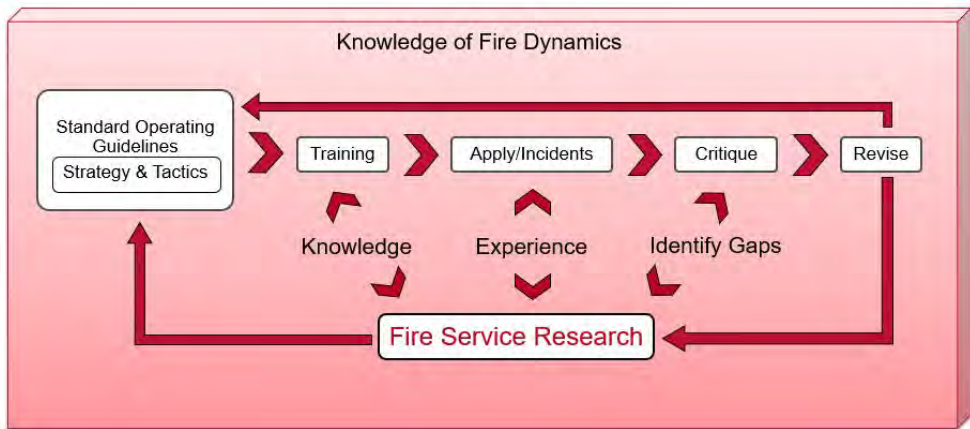 Knowledge of Fire Dynamics
Standard Operating
Guidelines
Strategy & Tactics
Training
Apply/Incidents
Critique
Revise
Knowledge
Experience
Identify Gaps
Fire Service Research